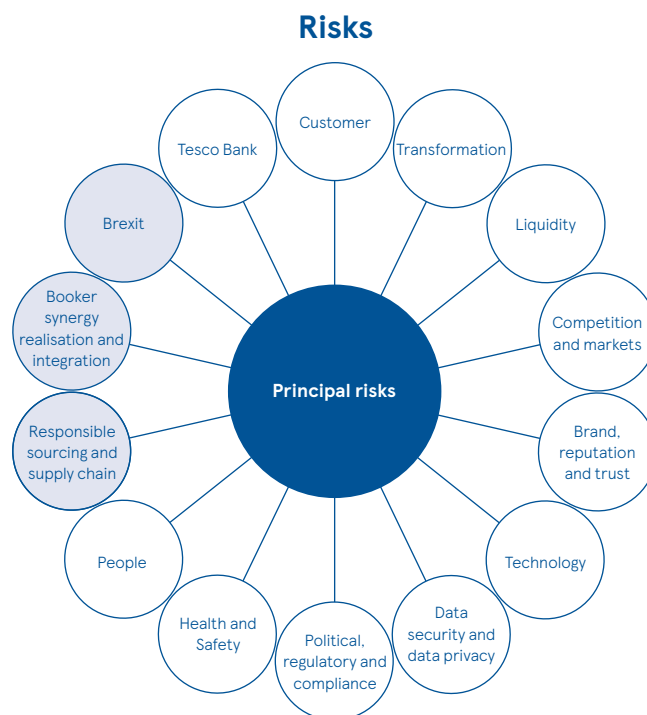 Risks
Customer
Transformation
Liquidity
Competition
and markets
Brand,
reputation
and trust
Technology
Data
security and
data privacy
Political,
regulatory and
compliance
Health and
Safety
People
Responsible
sourcing and
supply chain
Booker
synergy
realisation and
integration
Brexit
Tesco Bank
Principal risks